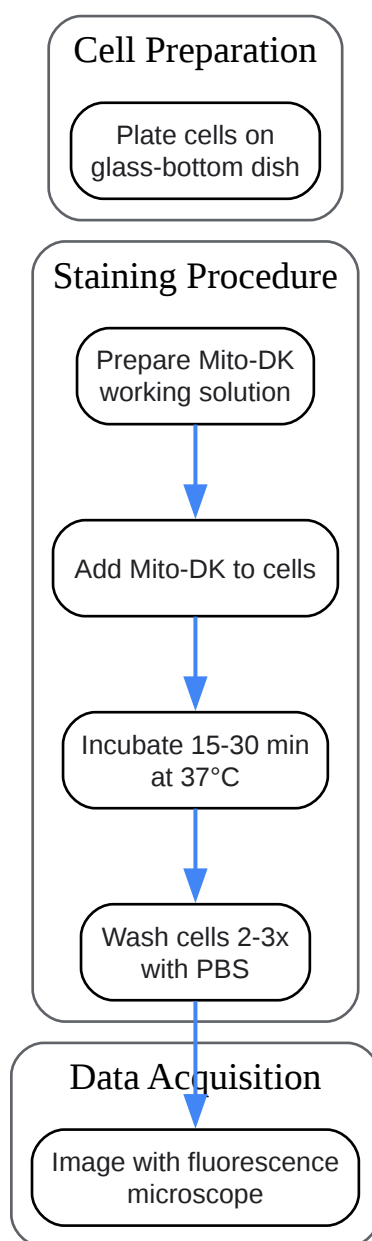 Cell Preparation
Plate cells on
glass-bottom dish
Staining Procedure
Prepare Mito-DK
working solution
Add Mito-DK to cells
Incubate 15-30 min
at 37°C
Wash cells 2-3x
with PBS
Data Acquisition
Image with fluorescence
microscope